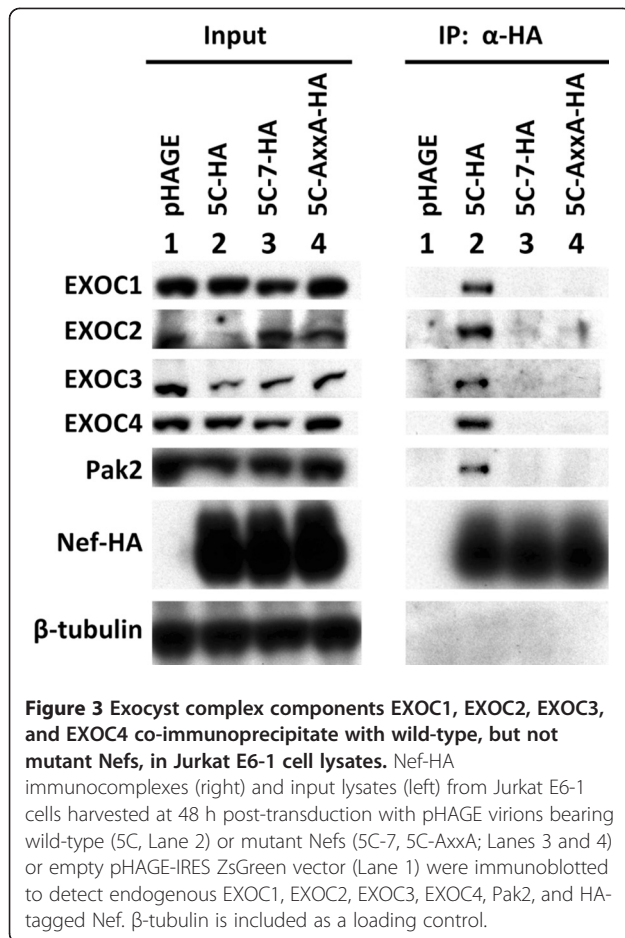 Input
IP: α-HA
pHAGE
5C-HA
5C-7-HA
5C-AxxA-HA
pHAGE
5C-HA
5C-7-HA
5C-AxxA-HA
1 2 3 4
1 2 3 4
EXOC1
EXOC2
EXOC3
EXOC4
Pak2
Nef-HA
β-tubulin
Figure 3 Exocyst complex components EXOC1, EXOC2, EXOC3,
and EXOC4 co-immunoprecipitate with wild-type, but not
mutant Nefs, in Jurkat E6-1 cell lysates. Nef-HA
immunocomplexes (right) and input lysates (left) from Jurkat E6-1
cells harvested at 48 h post-transduction with pHAGE virions bearing
wild-type (5C, Lane 2) or mutant Nefs (5C-7, 5C-AxxA; Lanes 3 and 4)
or empty pHAGE-IRES ZsGreen vector (Lane 1) were immunoblotted
to detect endogenous EXOC1, EXOC2, EXOC3, EXOC4, Pak2, and HA-
tagged Nef. β-tubulin is included as a loading control.